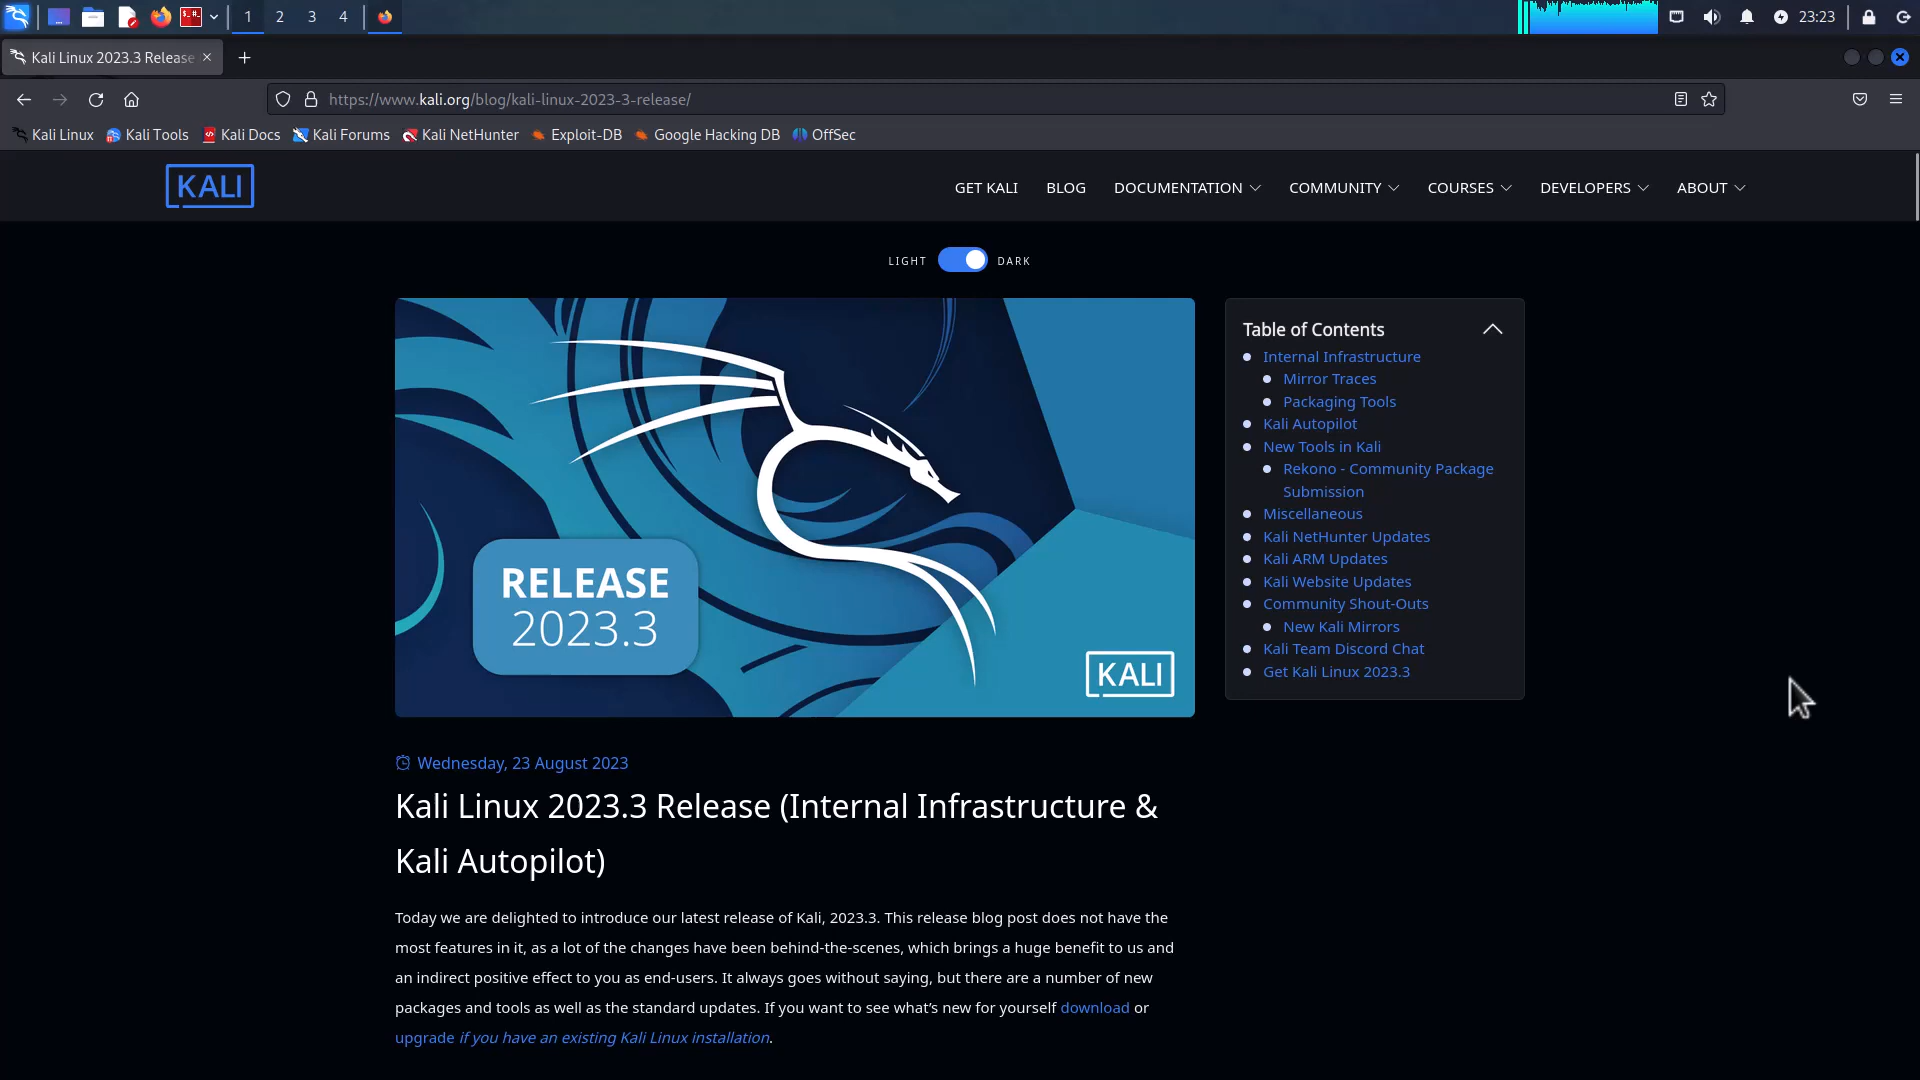 1 2 3 4 23:23
Kali Linux 2023.3 Release
https://www.kali.org/blog/kali-linux-2023-3-release/
Kali Linux Kali Tools Kali Docs Kali Forums Kali NetHunter Exploit-DB Google Hacking DB OffSec
KALI GET KALI BLOG DOCUMENTATION COMMUNITY COURSES DEVELOPERS ABOUT
LIGHT DARK
RELEASE
2023.3
KALI
Table of Contents
Internal Infrastructure
Mirror Traces
Packaging Tools
Kali Autopilot
New Tools in Kali
Rekono - Community Package
Submission
Miscellaneous
Kali NetHunter Updates
Kali ARM Updates
Kali Website Updates
Community Shout-Outs
New Kali Mirrors
Kali Team Discord Chat
Get Kali Linux 2023.3
Wednesday, 23 August 2023
Kali Linux 2023.3 Release (Internal Infrastructure &
Kali Autopilot)
Today we are delighted to introduce our latest release of Kali, 2023.3. This release blog post does not have the
most features in it, as a lot of the changes have been behind-the-scenes, which brings a huge benefit to us and
an indirect positive effect to you as end-users. It always goes without saying, but there are a number of new
packages and tools as well as the standard updates. If you want to see what's new for yourself download or
upgrade if you have an existing Kali Linux installation.